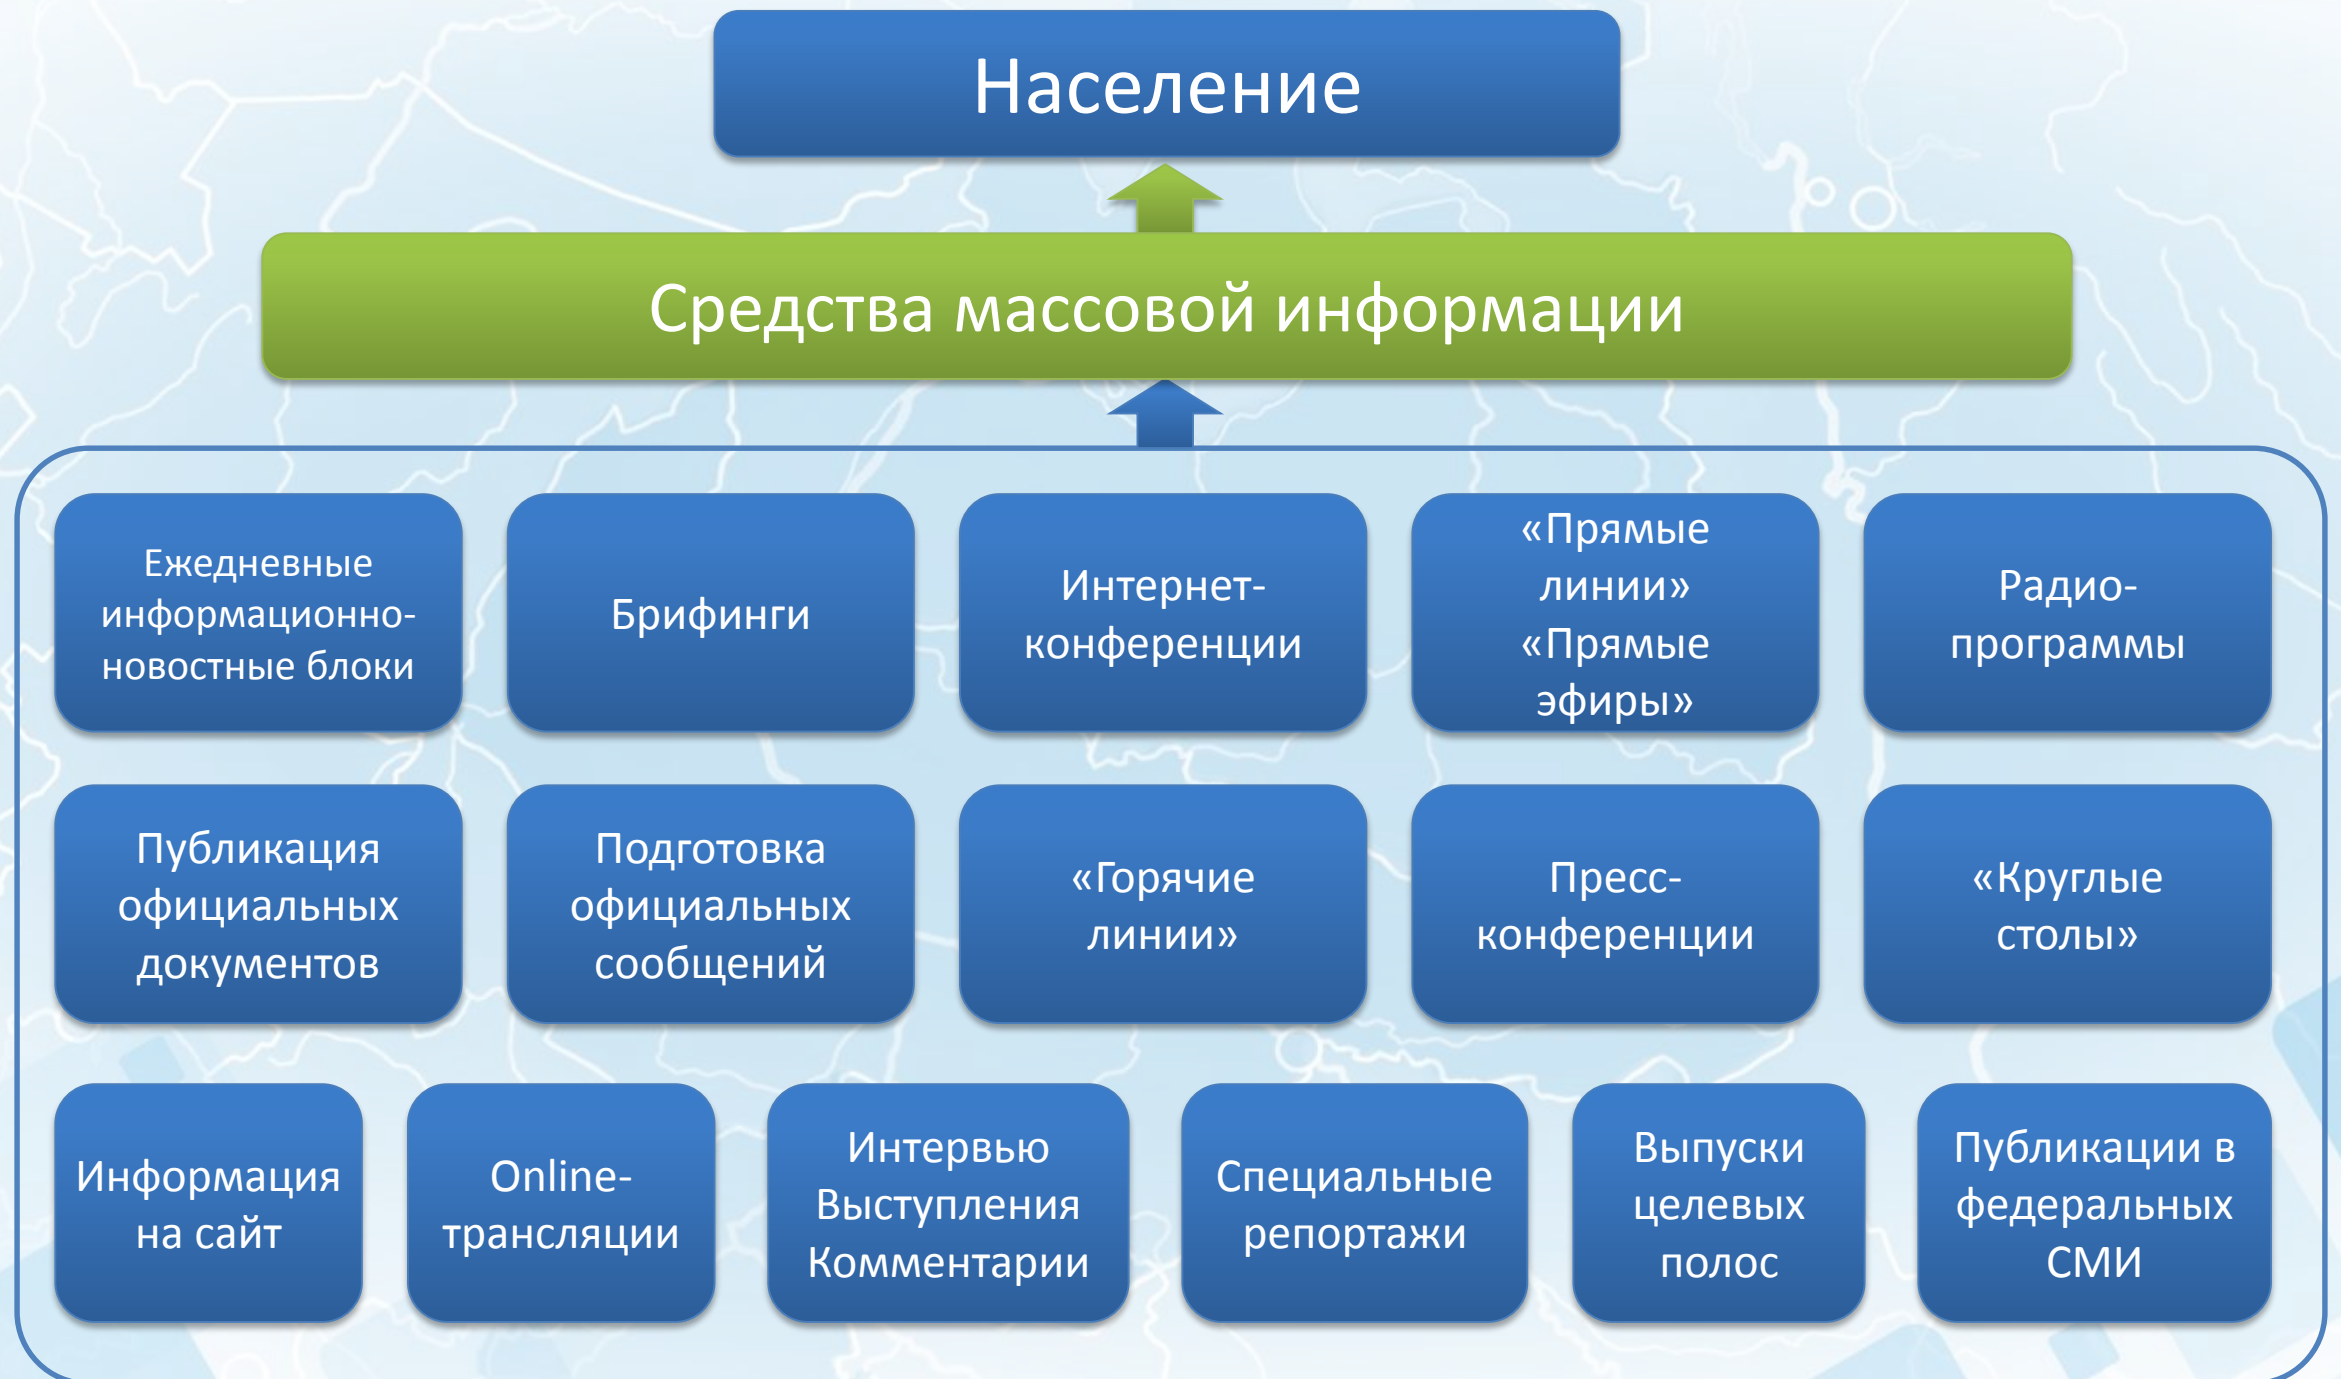 Население
Средства массовой информации
Ежедневные
информационно-
новостные блоки
Брифинги
Интернет-
конференции
«Прямые
линии»
«Прямые
эфиры»
Радио-
программы
Публикация
официальных
документов
Подготовка
официальных
сообщений
«Горячие
линии»
Пресс-
конференции
«Круглые
столы»
Информация
на сайт
Online-
трансляции
Интервью
Выступления
Комментарии
Специальные
репортажи
Выпуски
целевых
полос
Публикации в
федеральных
СМИ